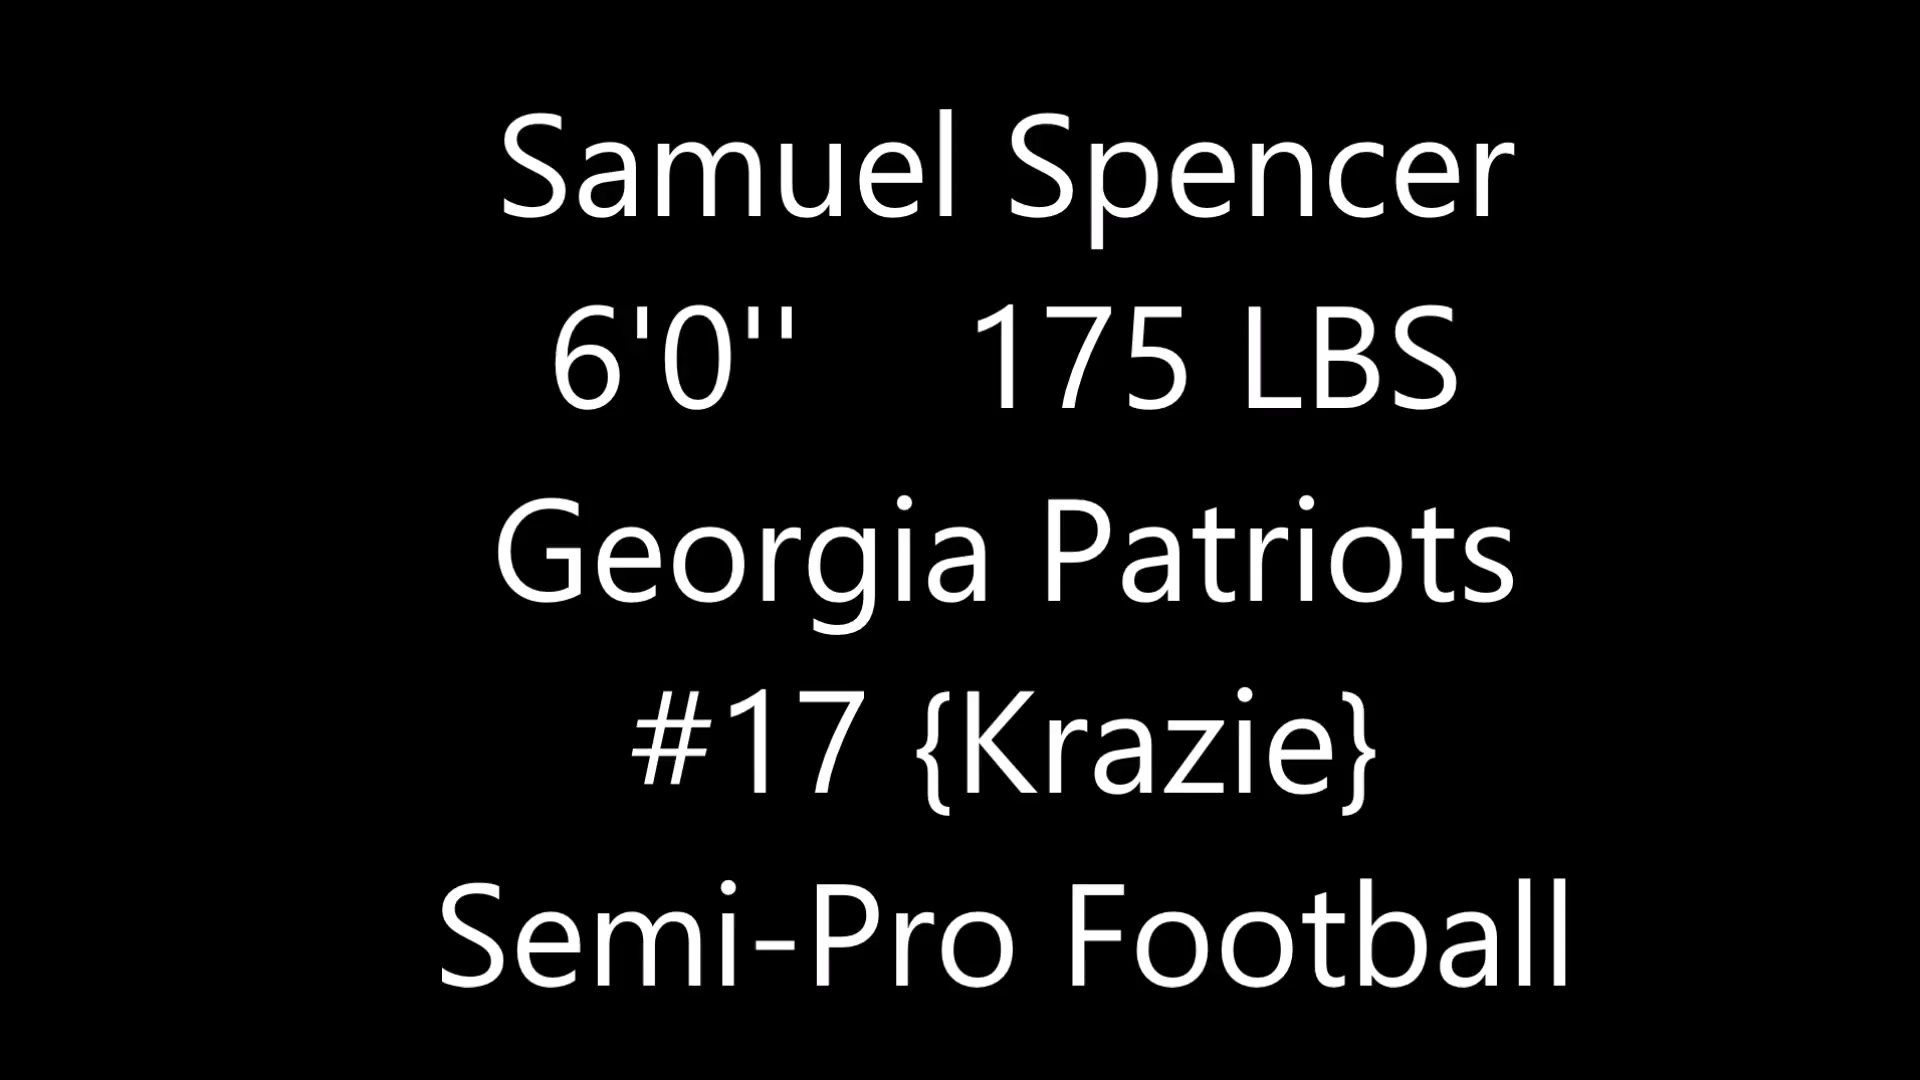 Samuel Spencer
6'0'' 175 LBS
Georgia Patriots
#17 {Krazie}
Semi-Pro Football